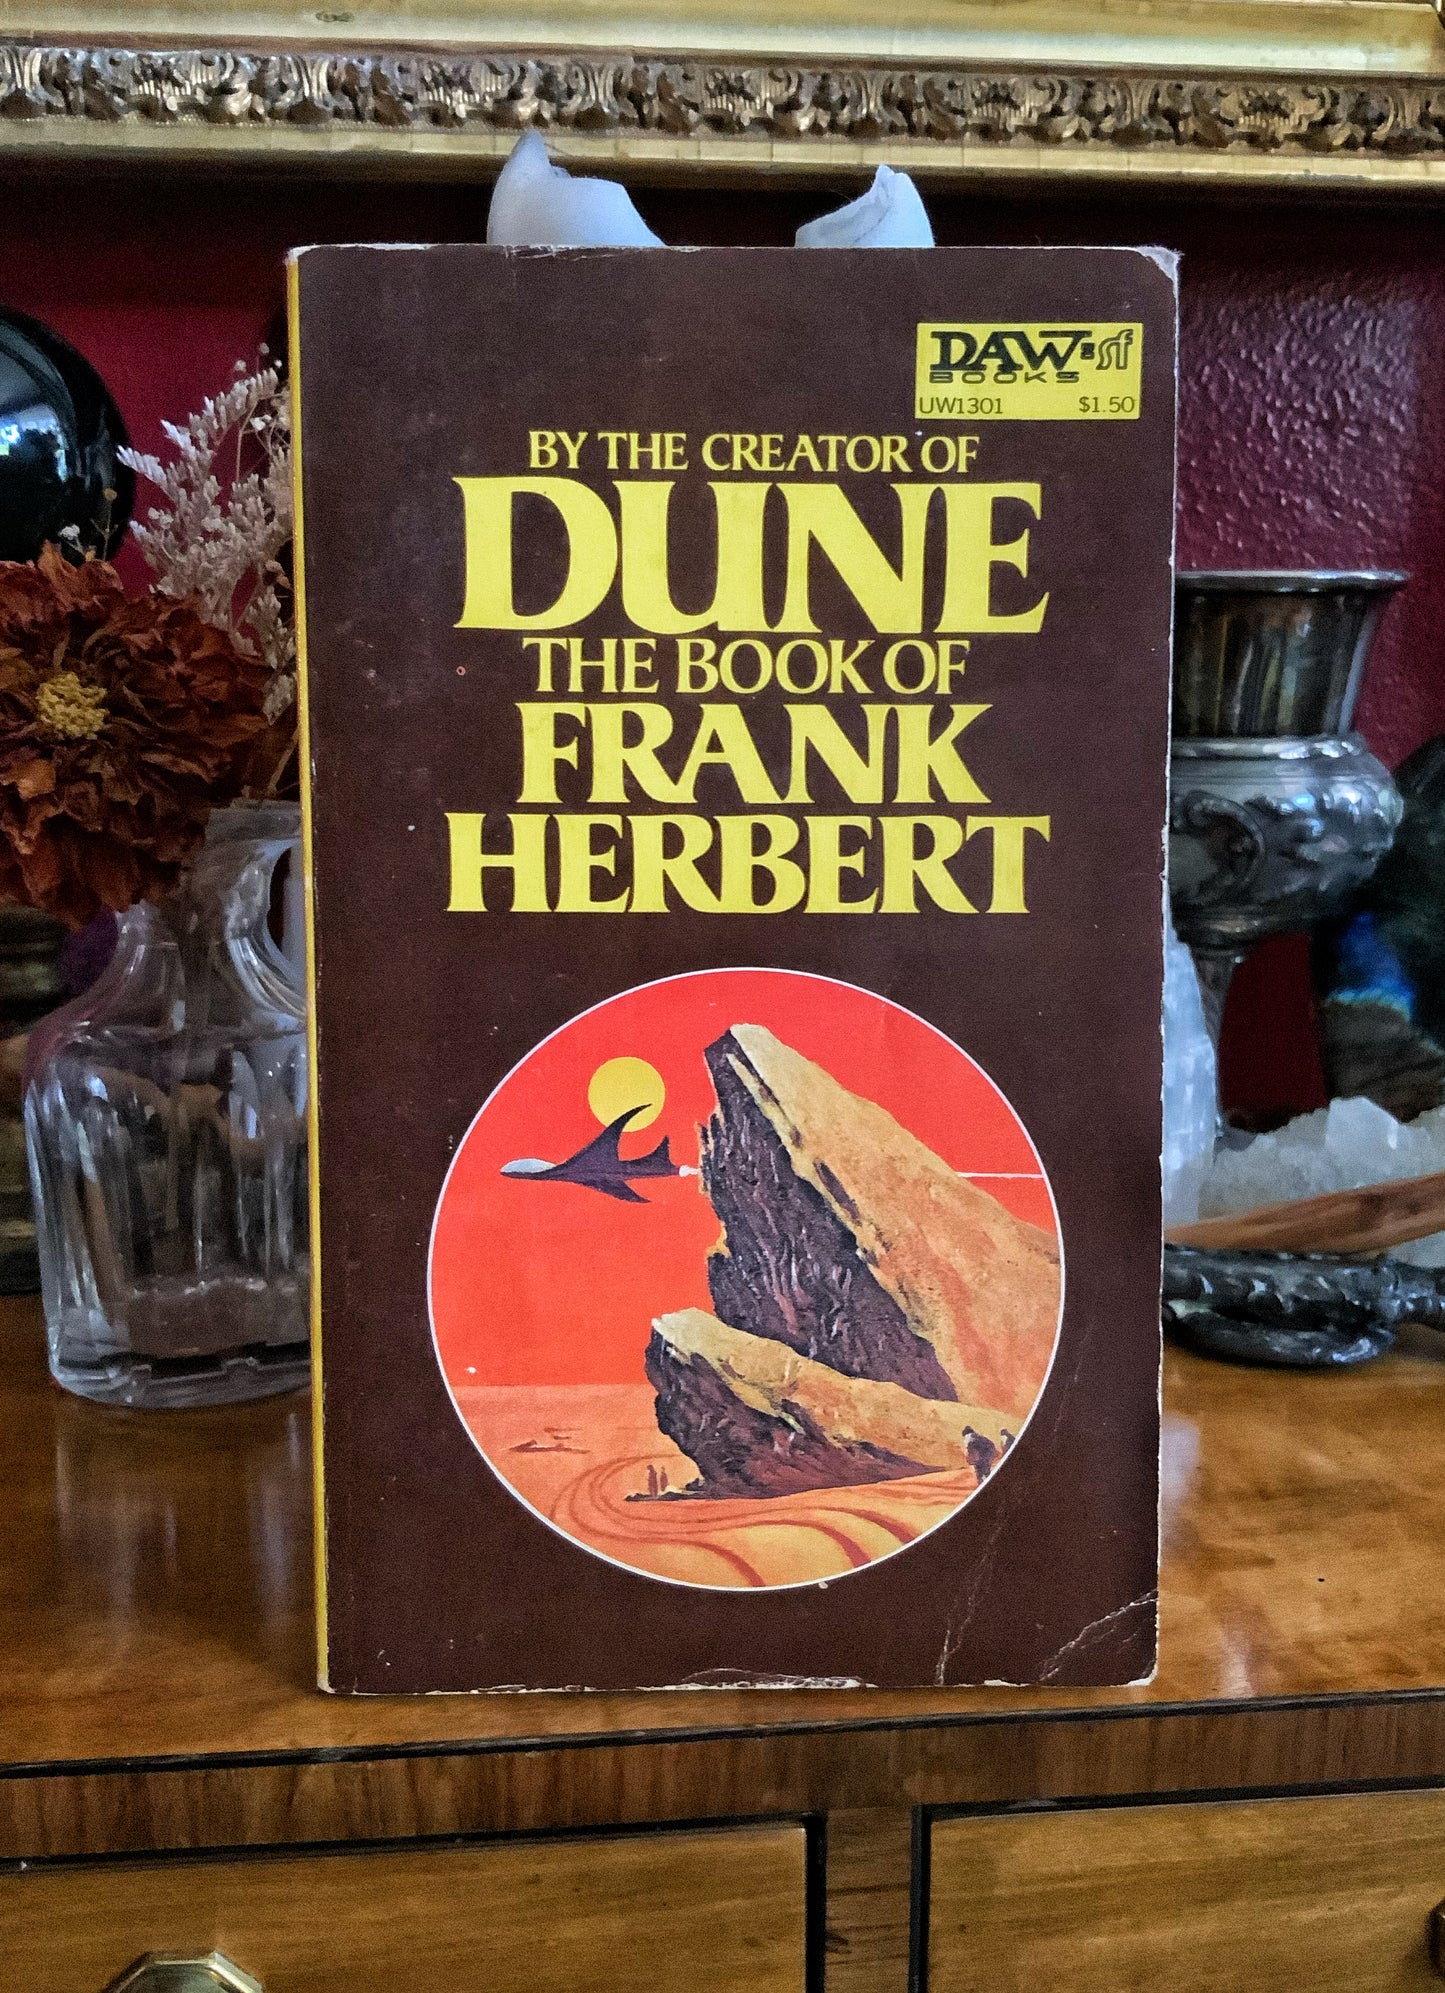 DAW sf
BOOKS
UW1301 $1.50
BY THE CREATOR OF
DUNE
THE BOOK OF
FRANK
HERBERT